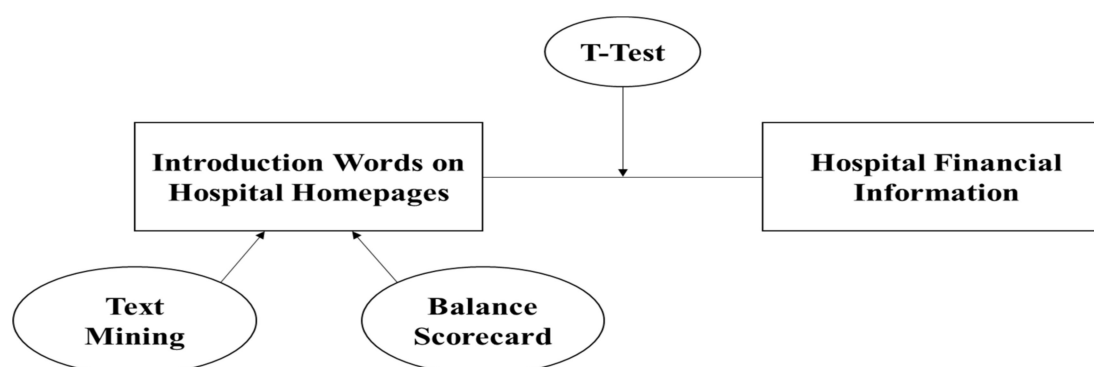 T-Test
Introduction Words on
Hospital Homepages
Hospital Financial
Information
Text
Mining
Balance
Scorecard